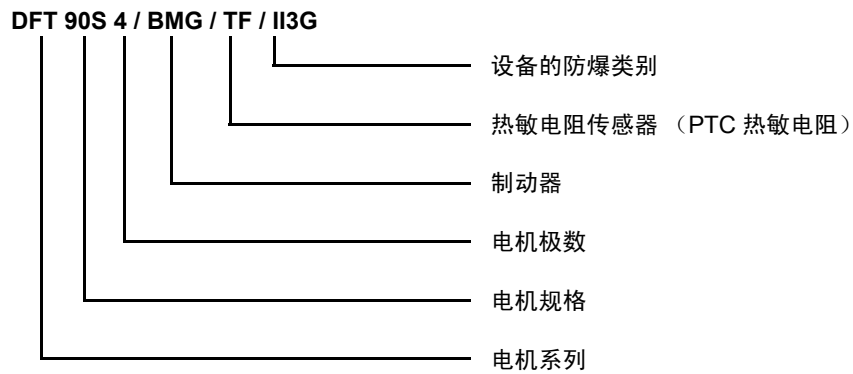 DFT 90S 4 / BMG / TF / II3G
设备的防爆类别
热敏电阻传感器 （PTC 热敏电阻）
制动器
电机极数
电机规格
电机系列